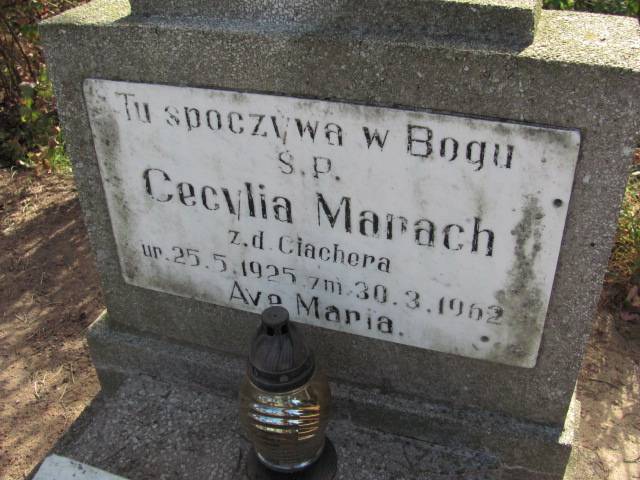 Tu spoczywa w Bogu
Ś.P.
Cecylia Marach
z.d. Ciachera
ur. 25.5.1925. zm. 30.3.1962
Ave Maria.